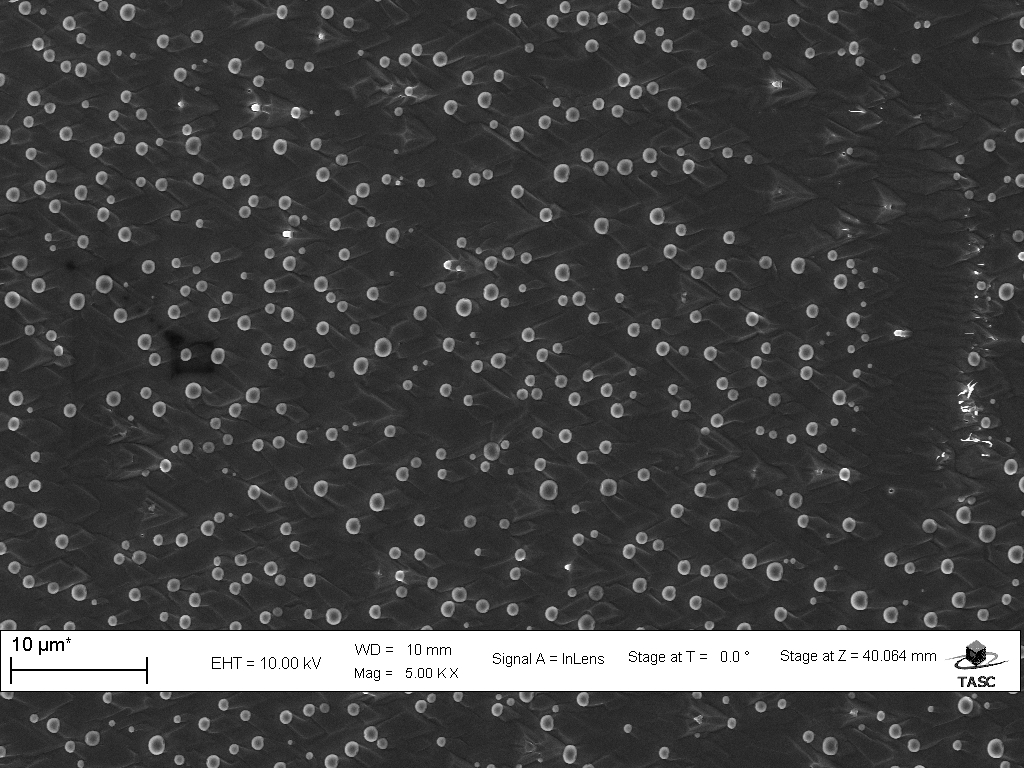 10 µm*
EHT = 10.00 kV
WD = 10 mm
Mag = 5.00 K X
Signal A = InLens
Stage at T = 0.0 °
Stage at Z = 40.064 mm
TASC